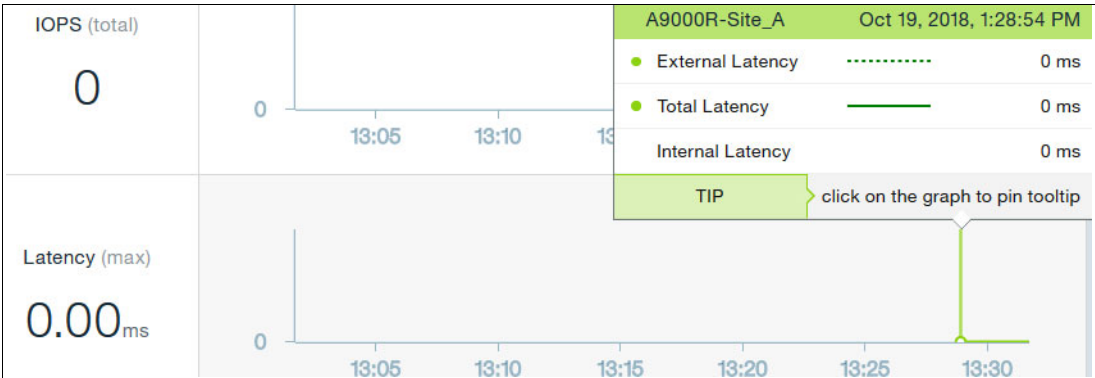 IOPS (total)
0
0
13:05 13:10
A9000R-Site_A Oct 19, 2018, 1:28:54 PM
External Latency 0 ms
Total Latency 0 ms
Internal Latency 0 ms
TIP click on the graph to pin tooltip
Latency (max)
0.00 ms
0
13:05 13:10 13:15 13:20 13:25 13:30